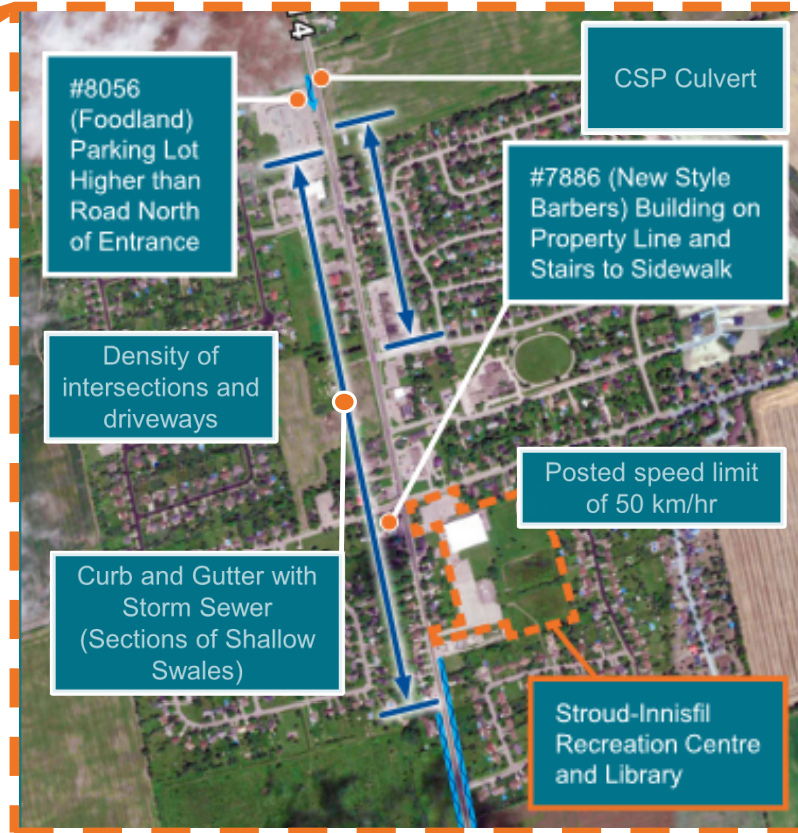 4
#8056
(Foodland)
Parking Lot
Higher than
Road North
of Entrance
CSP Culvert
#7886 (New Style
Barbers) Building on
Property Line and
Stairs to Sidewalk
Density of
intersections and
driveways
Posted speed limit
of 50 km/hr
Curb and Gutter with
Storm Sewer
(Sections of Shallow
Swales)
Stroud-Innisfil
Recreation Centre
and Library